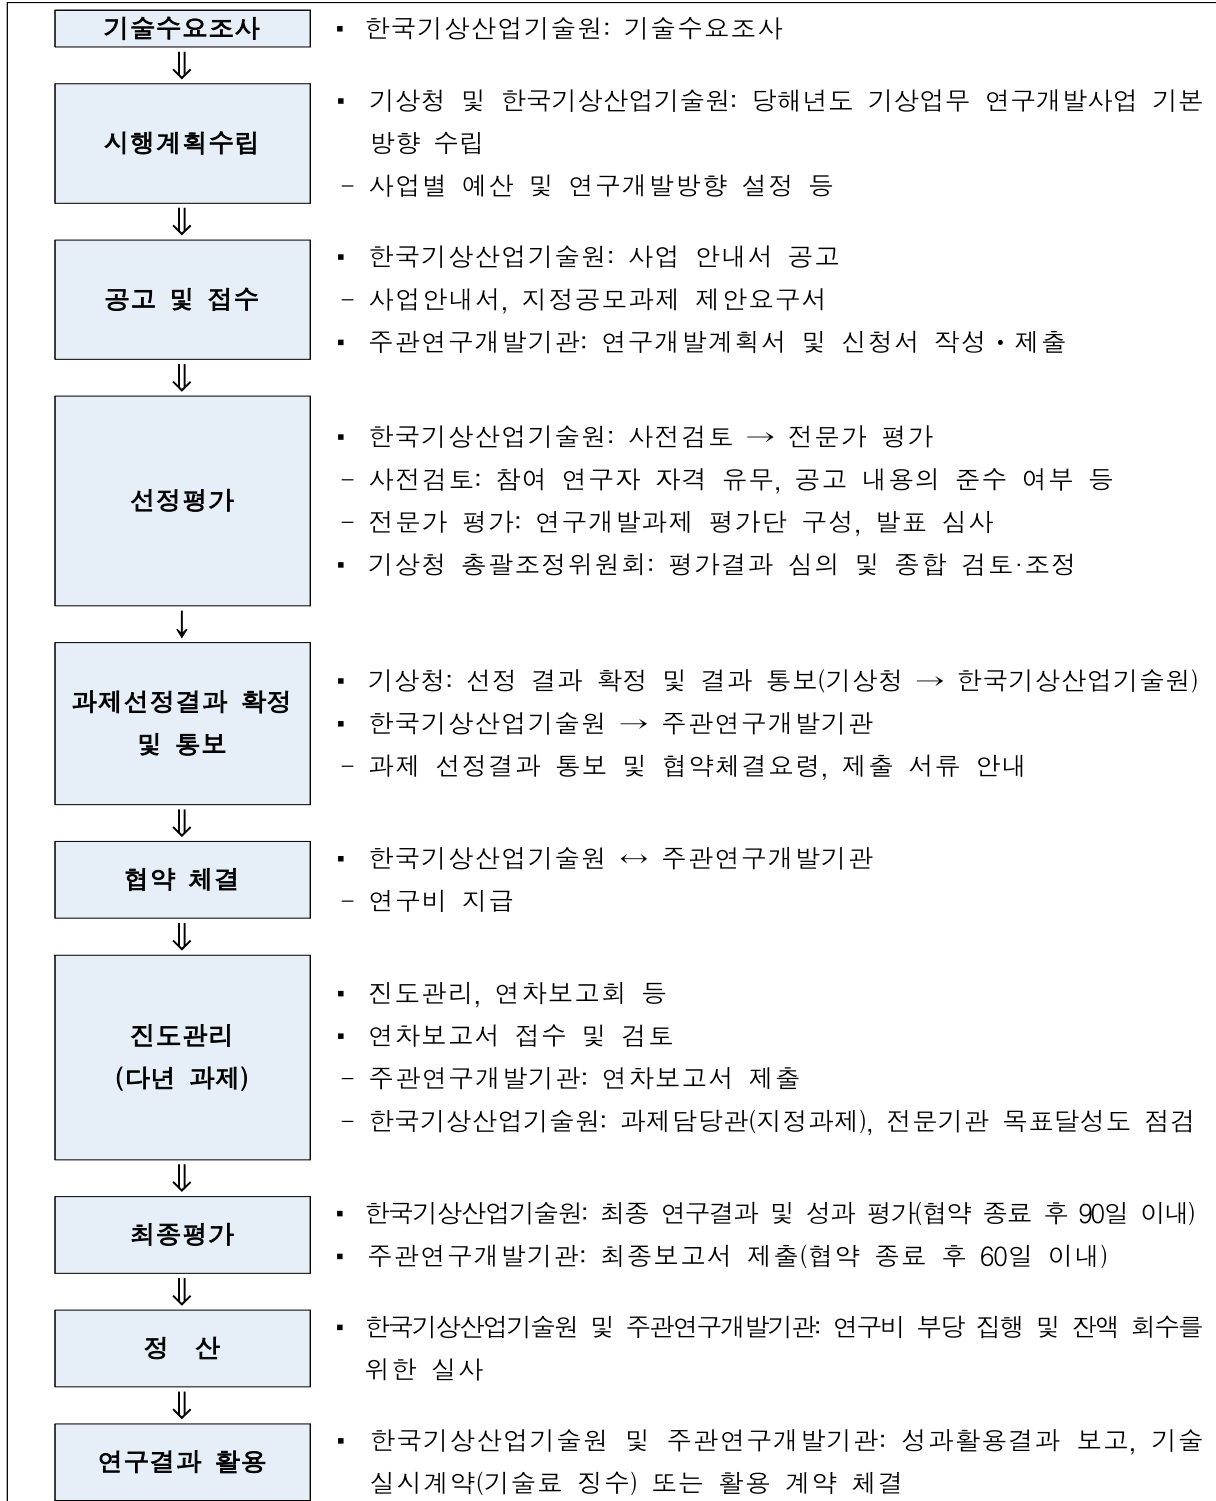 기술수요조사
▪ 한국기상산업기술원: 기술수요조사
⇓
시행계획수립
▪ 기상청 및 한국기상산업기술원: 당해년도 기상업무 연구개발사업 기본
방향 수립
- 사업별 예산 및 연구개발방향 설정 등
⇓
공고 및 접수
▪ 한국기상산업기술원: 사업 안내서 공고
- 사업안내서, 지정공모과제 제안요구서
▪ 주관연구개발기관: 연구개발계획서 및 신청서 작성・제출
⇓
선정평가
▪ 한국기상산업기술원: 사전검토 → 전문가 평가
- 사전검토: 참여 연구자 자격 유무, 공고 내용의 준수 여부 등
- 전문가 평가: 연구개발과제 평가단 구성, 발표 심사
▪ 기상청 총괄조정위원회: 평가결과 심의 및 종합 검토·조정
↓
과제선정결과 확정
및 통보
▪ 기상청: 선정 결과 확정 및 결과 통보(기상청 → 한국기상산업기술원)
▪ 한국기상산업기술원 → 주관연구개발기관
- 과제 선정결과 통보 및 협약체결요령, 제출 서류 안내
⇓
협약 체결
▪ 한국기상산업기술원 ↔ 주관연구개발기관
- 연구비 지급
⇓
진도관리
(다년 과제)
▪ 진도관리, 연차보고회 등
▪ 연차보고서 접수 및 검토
- 주관연구개발기관: 연차보고서 제출
- 한국기상산업기술원: 과제담당관(지정과제), 전문기관 목표달성도 점검
⇓
최종평가
▪ 한국기상산업기술원: 최종 연구결과 및 성과 평가(협약 종료 후 90일 이내)
▪ 주관연구개발기관: 최종보고서 제출(협약 종료 후 60일 이내)
⇓
정 산
▪ 한국기상산업기술원 및 주관연구개발기관: 연구비 부당 집행 및 잔액 회수를
위한 실사
⇓
연구결과 활용
▪ 한국기상산업기술원 및 주관연구개발기관: 성과활용결과 보고, 기술
실시계약(기술료 징수) 또는 활용 계약 체결